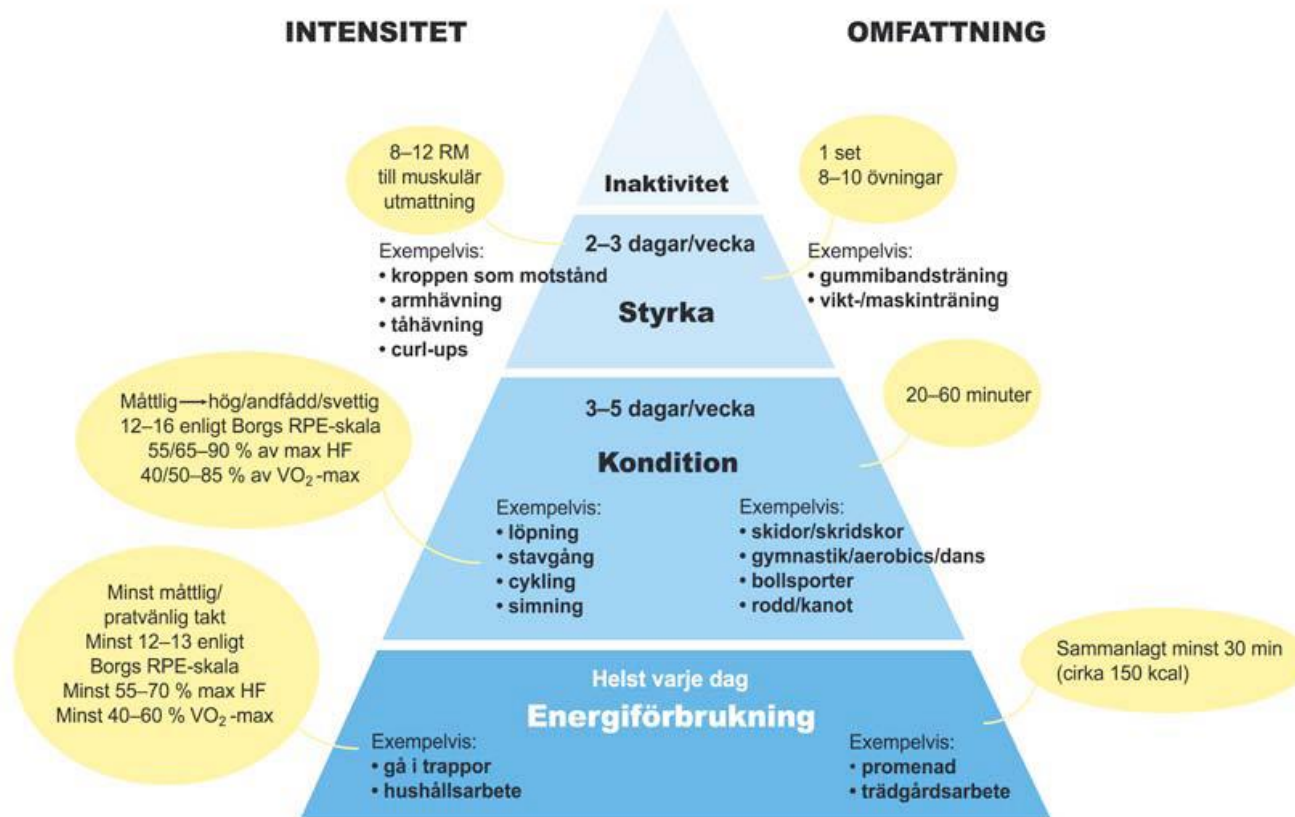 INTENSITET
OMFATTNING
8–12 RM
till muskulär
utmattning
1 set
8–10 övningar
Inaktivitet
2–3 dagar/vecka
Exempelvis:
• kroppen som motstånd
• armhävning
• tåhävning
• curl-ups
Styrka
Exempelvis:
• gummibandsträning
• vikt-/maskinträning
Måttlig→hög/andfådd/svettig
12–16 enligt Borgs RPE-skala
55/65–90 % av max HF
40/50–85 % av VO₂-max
3–5 dagar/vecka
20–60 minuter
Kondition
Exempelvis:
• löpning
• stavgång
• cykling
• simning
Exempelvis:
• skidor/skridskor
• gymnastik/aerobics/dans
• bollsporter
• rodd/kanot
Minst måttlig/
pratvänlig takt
Minst 12–13 enligt
Borgs RPE-skala
Minst 55–70 % max HF
Minst 40–60 % VO₂-max
Helst varje dag
Energiförbrukning
Sammanlagt minst 30 min
(cirka 150 kcal)
Exempelvis:
• gå i trappor
• hushållsarbete
Exempelvis:
• promenad
• trädgårdsarbete